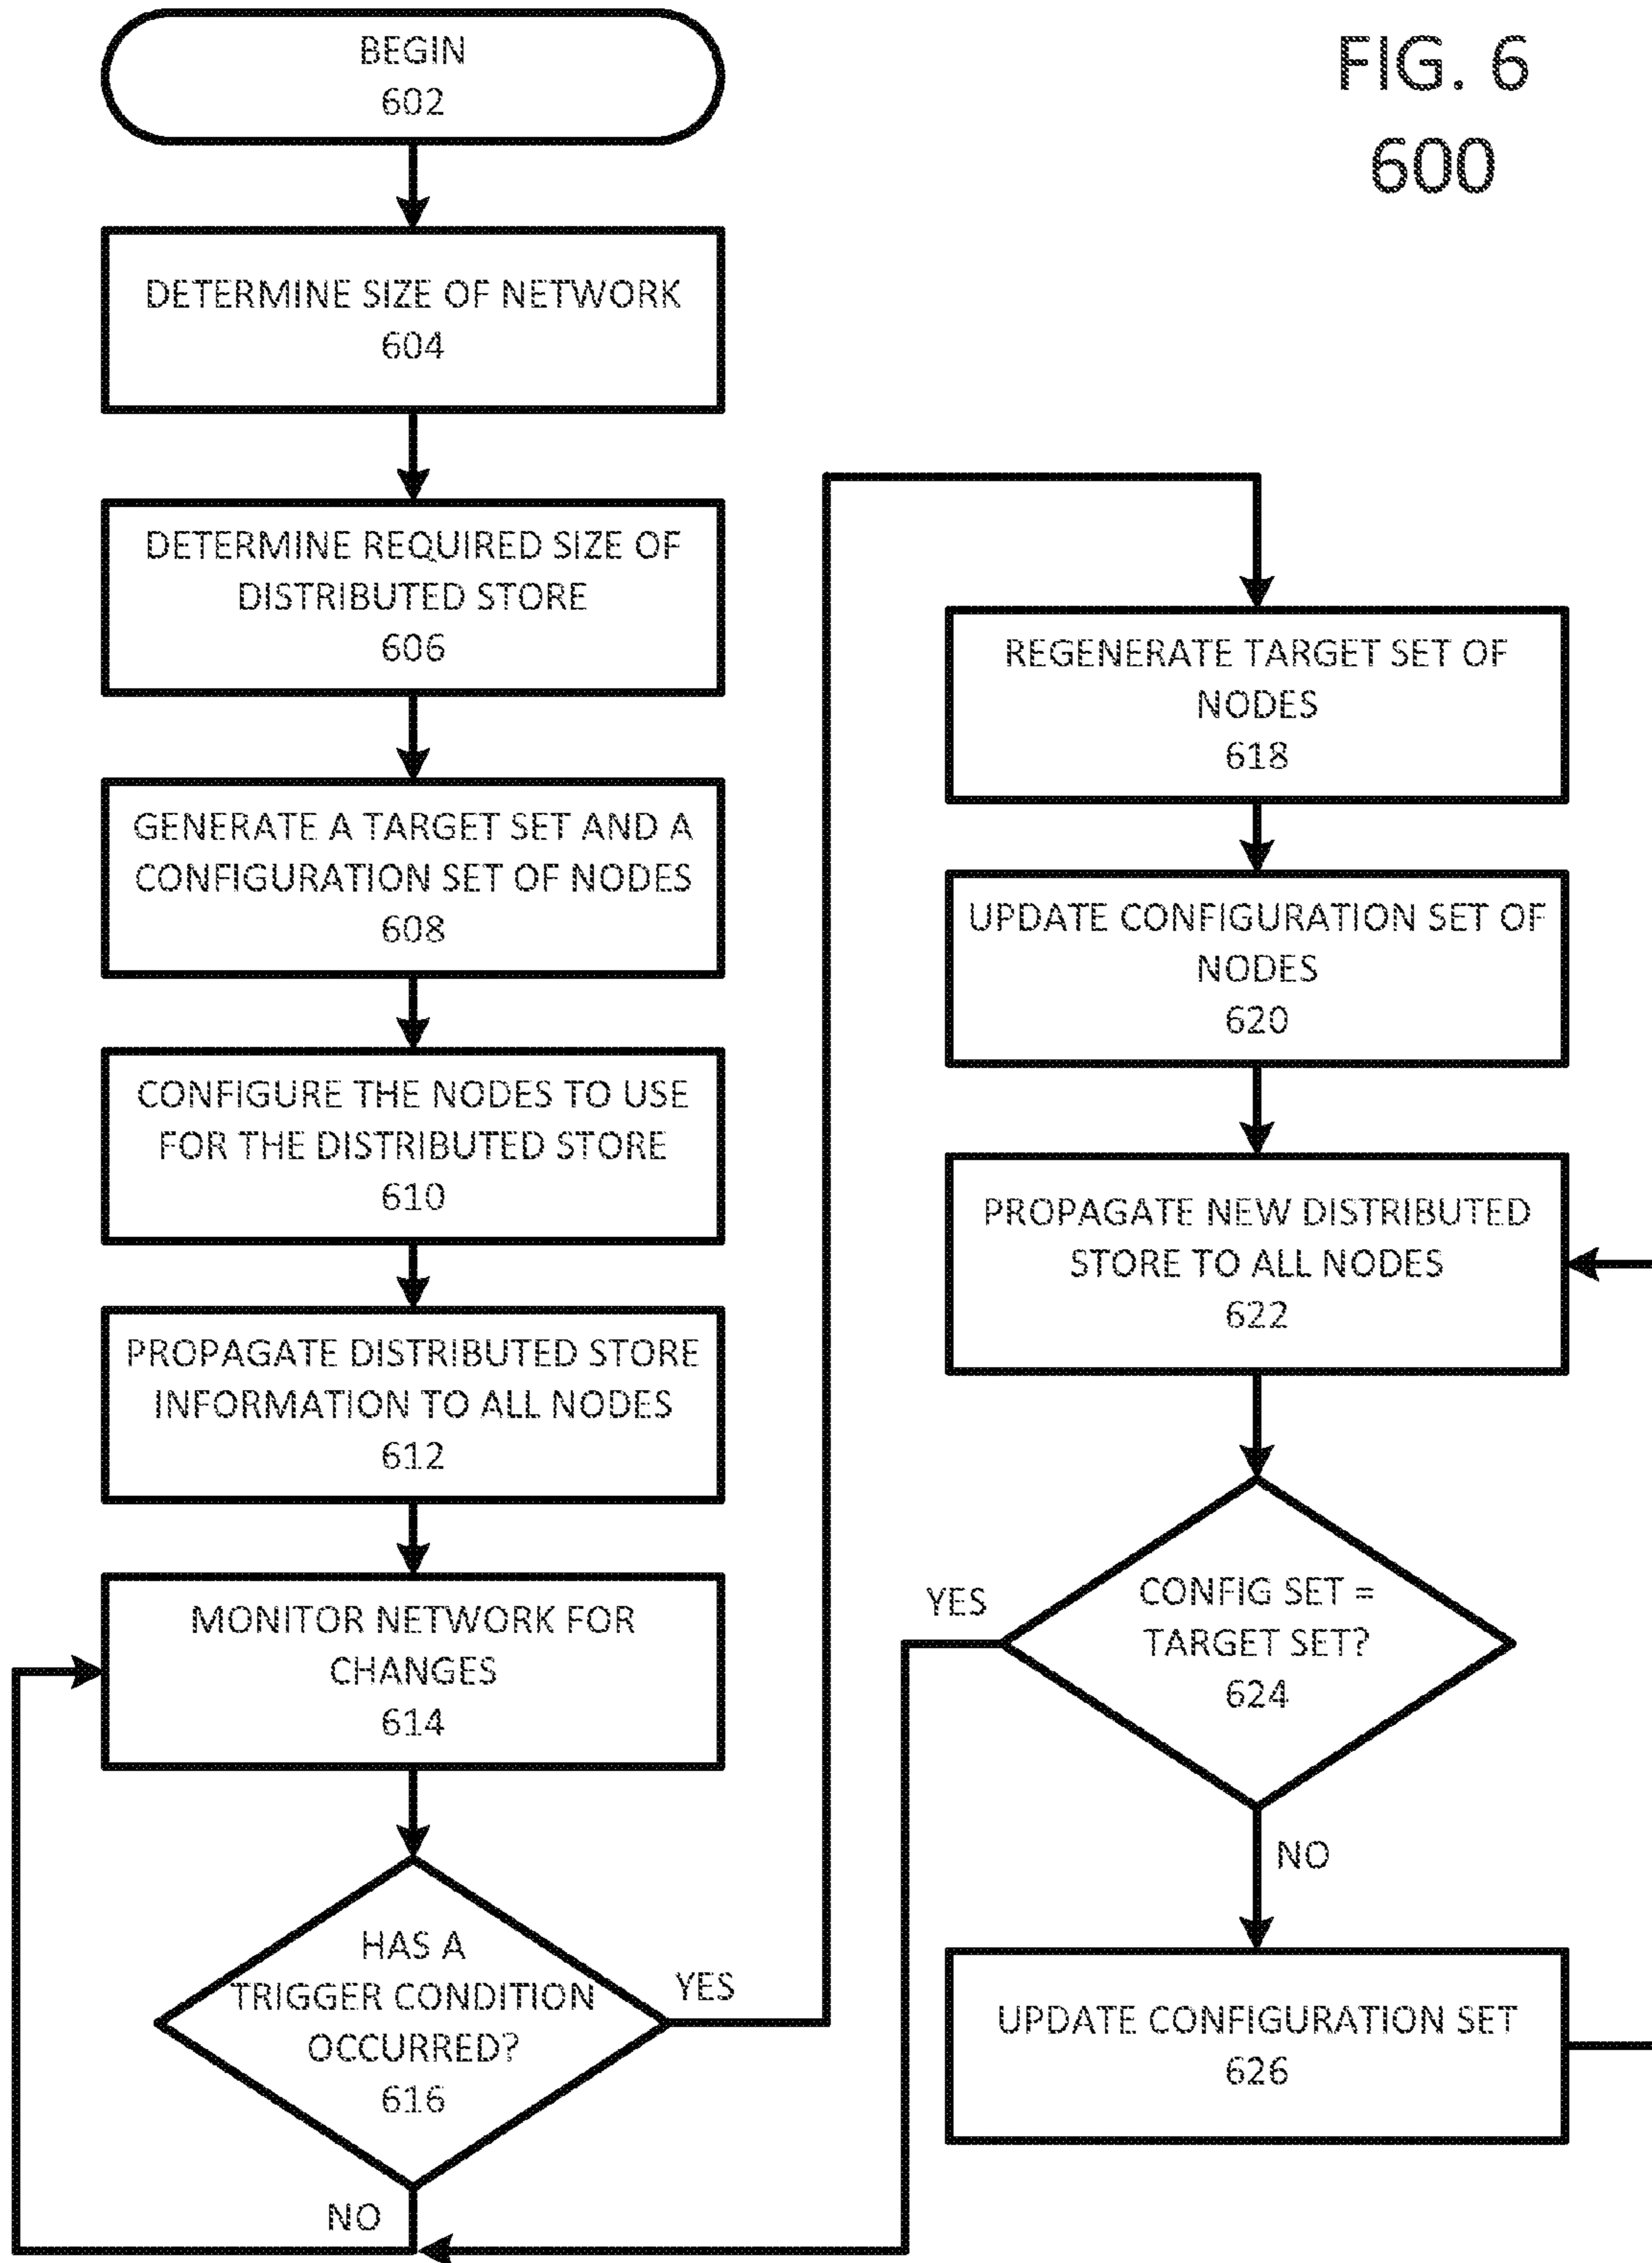 FIG. 6
600
BEGIN
602
DETERMINE SIZE OF NETWORK
604
DETERMINE REQUIRED SIZE OF
DISTRIBUTED STORE
606
GENERATE A TARGET SET AND A
CONFIGURATION SET OF NODES
608
CONFIGURE THE NODES TO USE
FOR THE DISTRIBUTED STORE
610
PROPAGATE DISTRIBUTED STORE
INFORMATION TO ALL NODES
612
MONITOR NETWORK FOR
CHANGES
614
HAS A
TRIGGER CONDITION
OCCURRED?
616
YES
NO
REGENERATE TARGET SET OF
NODES
618
UPDATE CONFIGURATION SET OF
NODES
620
PROPAGATE NEW DISTRIBUTED
STORE TO ALL NODES
622
CONFIG SET =
TARGET SET?
624
YES
NO
UPDATE CONFIGURATION SET
626